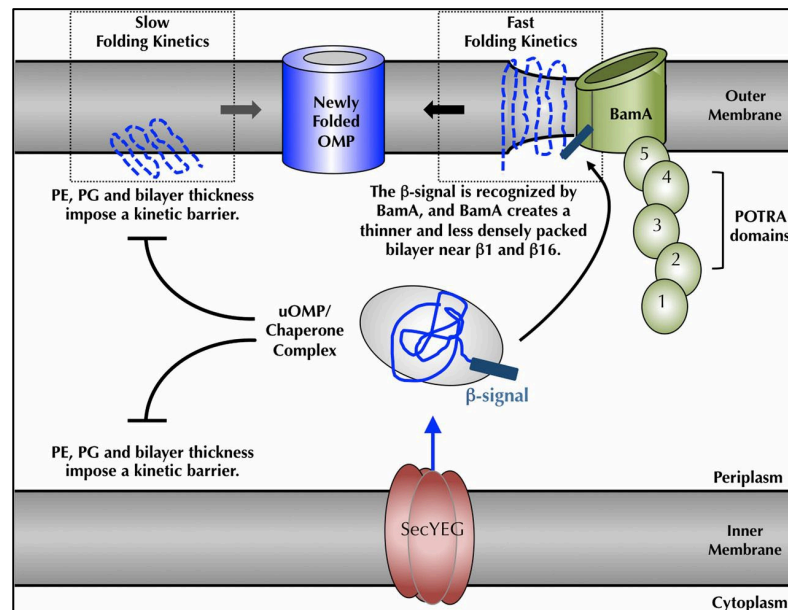 Slow
Folding Kinetics
Fast
Folding Kinetics
Newly
Folded
OMP
BamA
Outer
Membrane
5
4
3
2
1
POTRA
domains
PE, PG and bilayer thickness
impose a kinetic barrier.
The β-signal is recognized by
BamA, and BamA creates a
thinner and less densely packed
bilayer near β1 and β16.
uOMP/
Chaperone
Complex
β-signal
PE, PG and bilayer thickness
impose a kinetic barrier.
Periplasm
SecYEG
Inner
Membrane
Cytoplasm